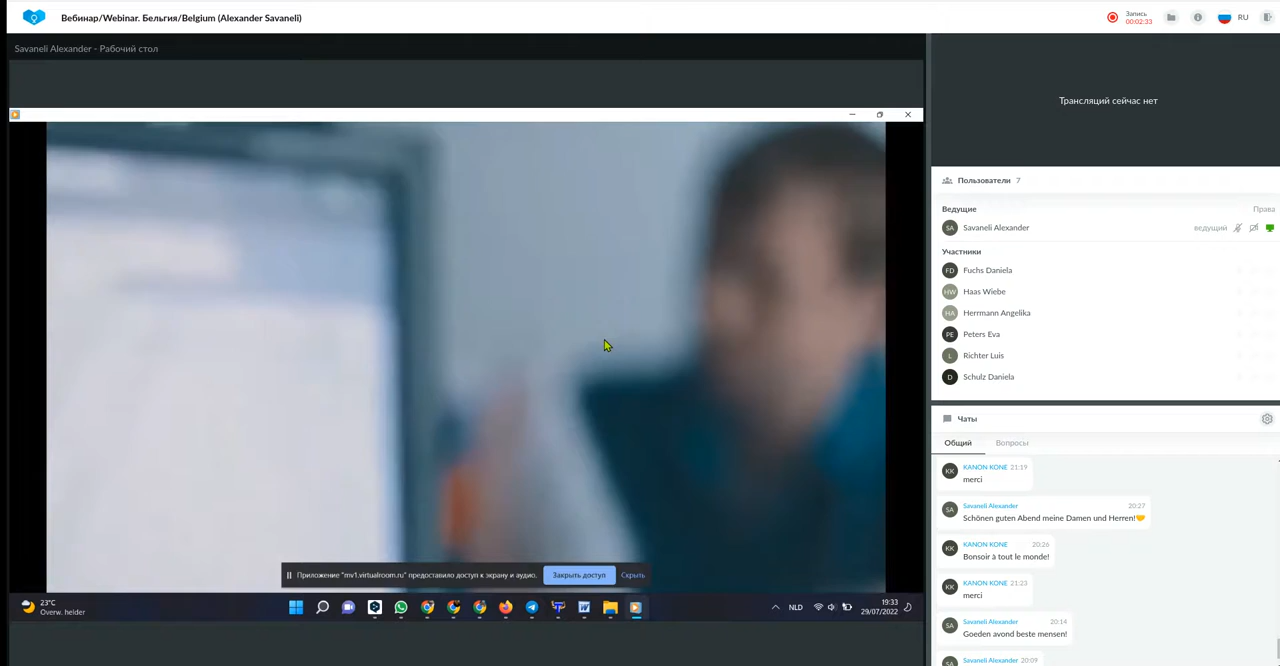 Вебинар/Webinar. Бельгия/Belgium (Alexander Savaneli)
Запись
00:02:33
RU
Savaneli Alexander - Рабочий стол
Трансляций сейчас нет
Пользователи 7
Ведущие Права
SA Savaneli Alexander ведущий
Участники
FD Fuchs Daniela
HW Haas Wiebe
HA Herrmann Angelika
PE Peters Eva
L Richter Luis
D Schulz Daniela
Чаты
Общий Вопросы
KK KANON KONE 21:19
merci
SA Savaneli Alexander 20:27
Schönen guten Abend meine Damen und Herren!🤝
KK KANON KONE 20:26
Bonsoir à tout le monde!
KK KANON KONE 21:23
merci
SA Savaneli Alexander 20:14
Goeden avond beste mensen!
SA Savaneli Alexander 20:09
Приложение "mv1.virtualroom.ru" предоставило доступ к экрану и аудио. Закрыть доступ Скрыть
23°C
Overw. helder
NLD
19:33
29/07/2022